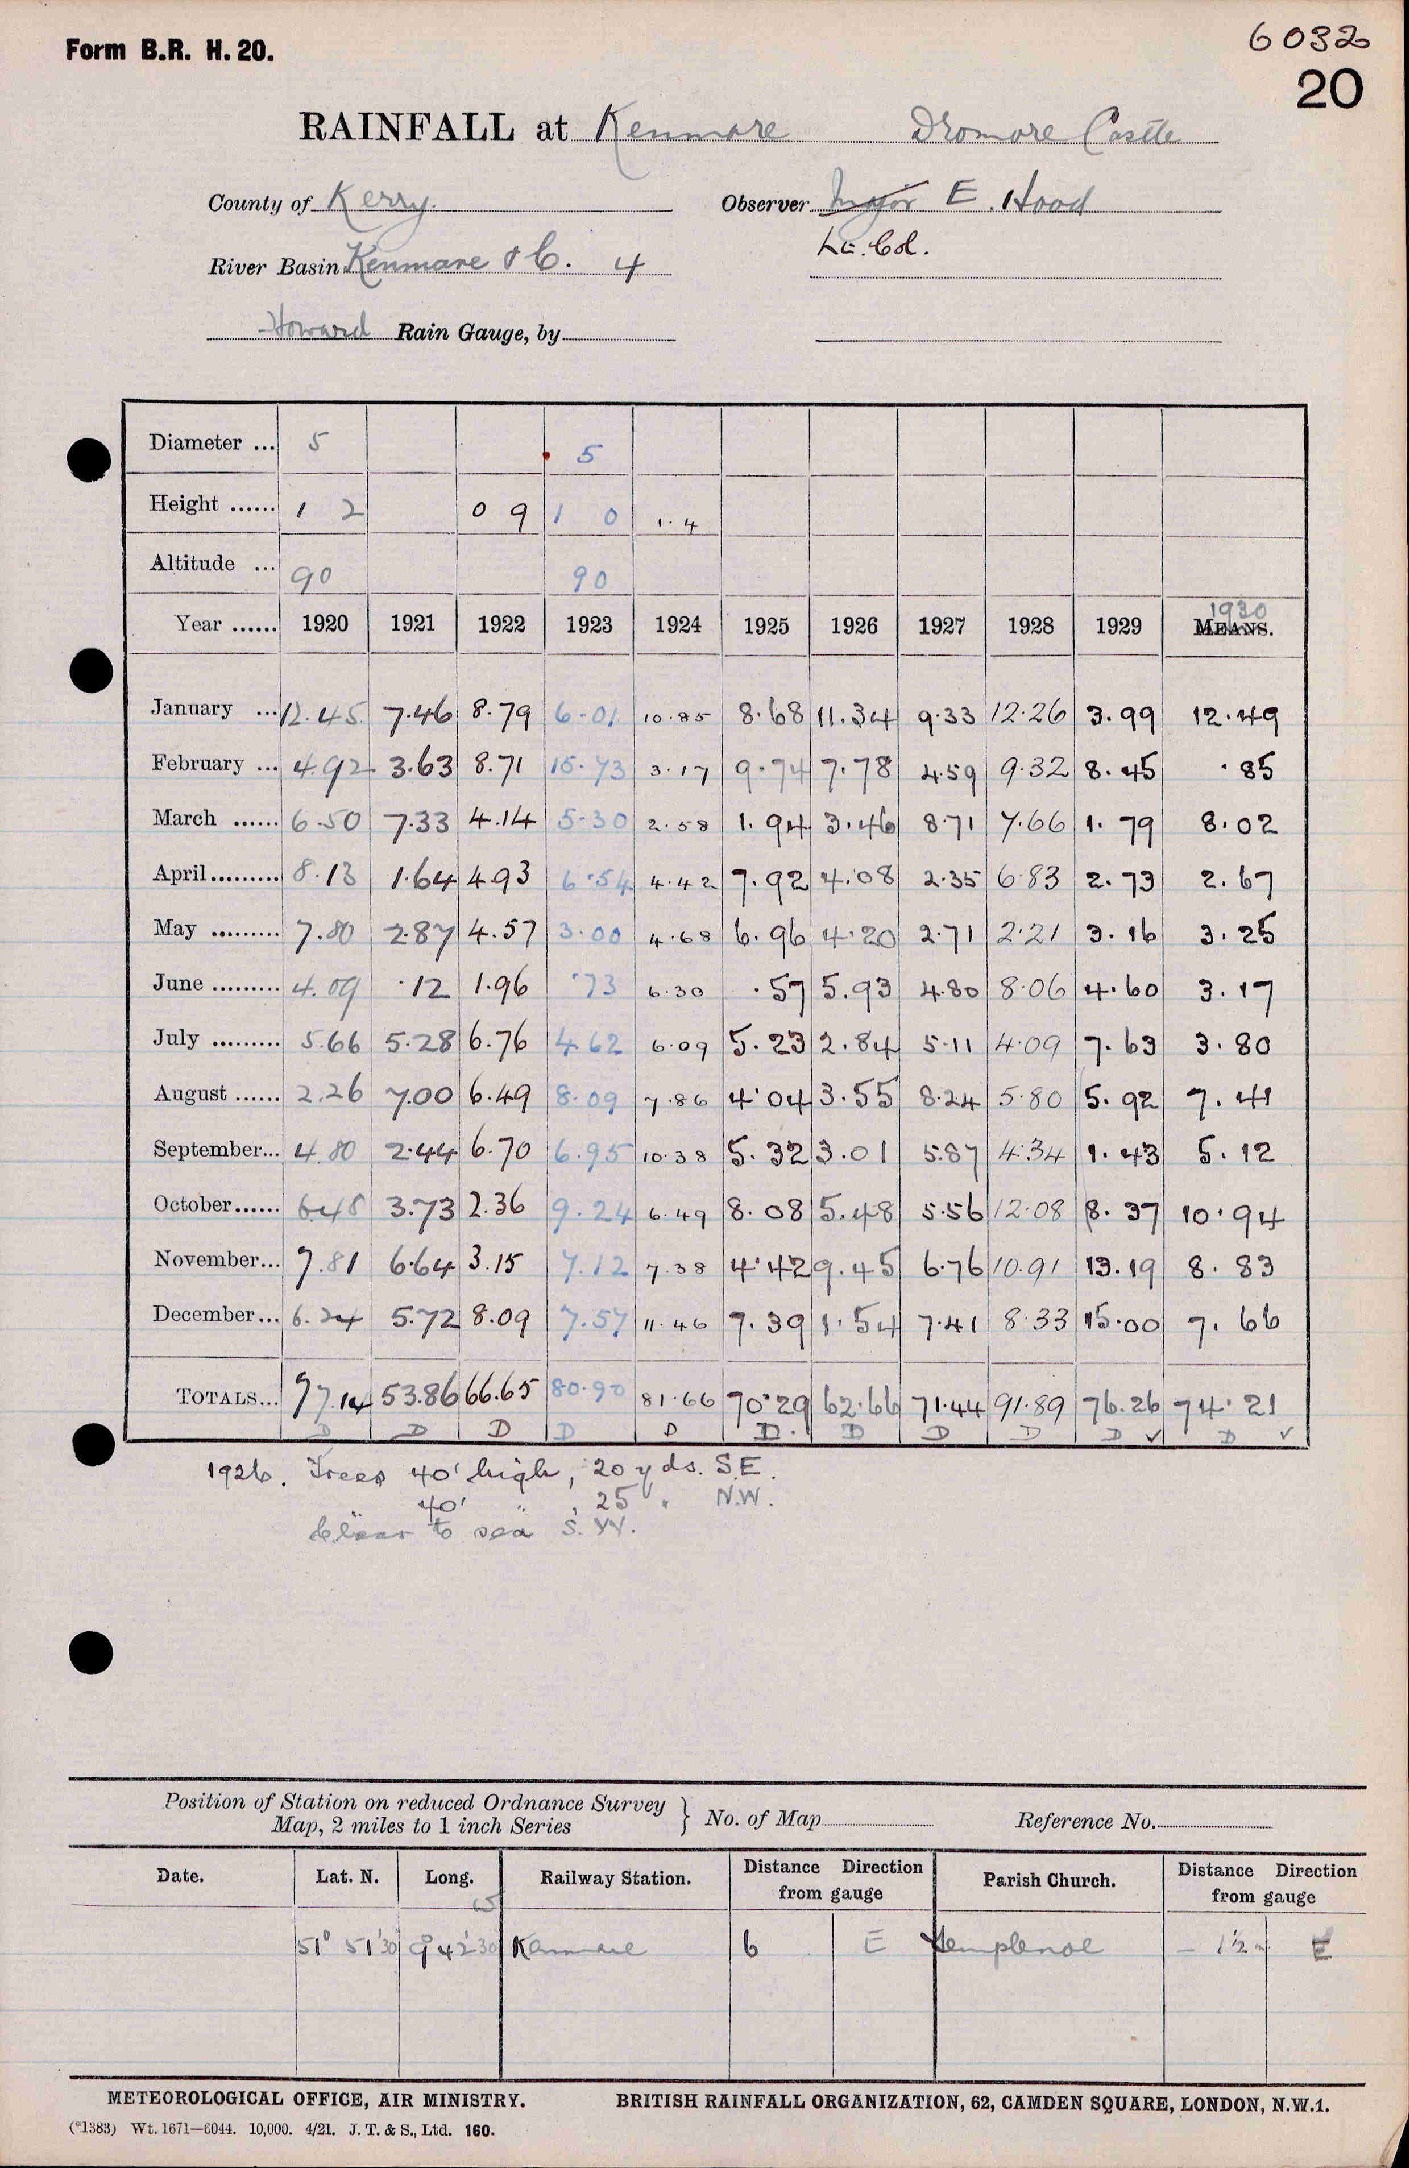 Form B.R. H. 20. 6032
20
RAINFALL at Kenmare Dromore Castle
County of Kerry. Observer Major E. Hood
River Basin Kenmare & C. 4 Lt. Col.
Howard Rain Gauge, by
Diameter ... 5 5
Height ...... 1 2 0 9 1 0 1.4
Altitude ... 90 90
1930
Year ...... 1920 1921 1922 1923 1924 1925 1926 1927 1928 1929 MEANS.
January ... 12.45 7.46 8.79 6.01 10.85 8.68 11.34 9.33 12.26 3.99 12.49
February ... 4.92 3.63 8.71 15.73 3.17 9.74 7.78 4.59 9.32 8.45 .85
March ...... 6.50 7.33 4.14 5.30 2.58 1.94 3.46 8.71 7.66 1.79 8.02
April ......... 8.13 1.64 4.93 6.54 4.42 7.92 4.08 2.35 6.83 2.73 2.67
May ......... 7.80 2.87 4.57 3.00 4.68 6.96 4.20 2.71 2.21 3.16 3.25
June ......... 4.09 .12 1.96 .73 6.30 .57 5.93 4.80 8.06 4.60 3.17
July ......... 5.66 5.28 6.76 4.62 6.09 5.23 2.84 5.11 4.09 7.63 3.80
August ...... 2.26 7.00 6.49 8.09 7.86 4.04 3.55 8.24 5.80 5.92 7.41
September... 4.80 2.44 6.70 6.95 10.38 5.32 3.01 5.87 4.34 1.43 5.12
October...... 6.48 3.73 2.36 9.24 6.49 8.08 5.48 5.56 12.08 8.37 10.94
November... 7.81 6.64 3.15 7.12 7.38 4.42 9.45 6.76 10.91 13.19 8.83
December... 6.24 5.72 8.09 7.57 11.46 7.39 1.54 7.41 8.33 15.00 7.66
TOTALS... 77.14 53.86 66.65 80.90 81.66 70.29 62.66 71.44 91.89 76.26 74.21
D D D D D D. D D D D ✓ D ✓
1926. Trees 40' high, 20 yds. S.E.
40' " , 25 " N.W.
Clear to sea S.W.
Position of Station on reduced Ordnance Survey
Map, 2 miles to 1 inch Series } No. of Map Reference No.
Date. Lat. N. Long. W Railway Station. Distance Direction from gauge Parish Church. Distance Direction from gauge
51° 51'30 9° 42'30 Kenmare 6 E Templenoe – 1½ m E
METEOROLOGICAL OFFICE, AIR MINISTRY. BRITISH RAINFALL ORGANIZATION, 62, CAMDEN SQUARE, LONDON, N.W.1.
(*1383) Wt. 1671—6044. 10,000. 4/21. J. T. & S., Ltd. 160.